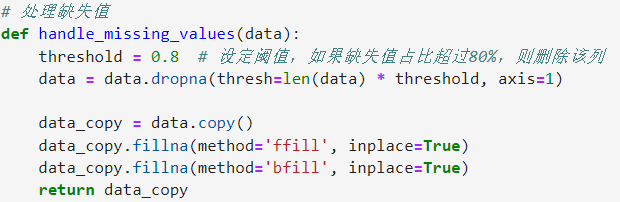 # 处理缺失值
def handle_missing_values(data):
    threshold = 0.8  # 设定阈值，如果缺失值占比超过80%，则删除该列
    data = data.dropna(thresh=len(data) * threshold, axis=1)

    data_copy = data.copy()
    data_copy.fillna(method='ffill', inplace=True)
    data_copy.fillna(method='bfill', inplace=True)
    return data_copy